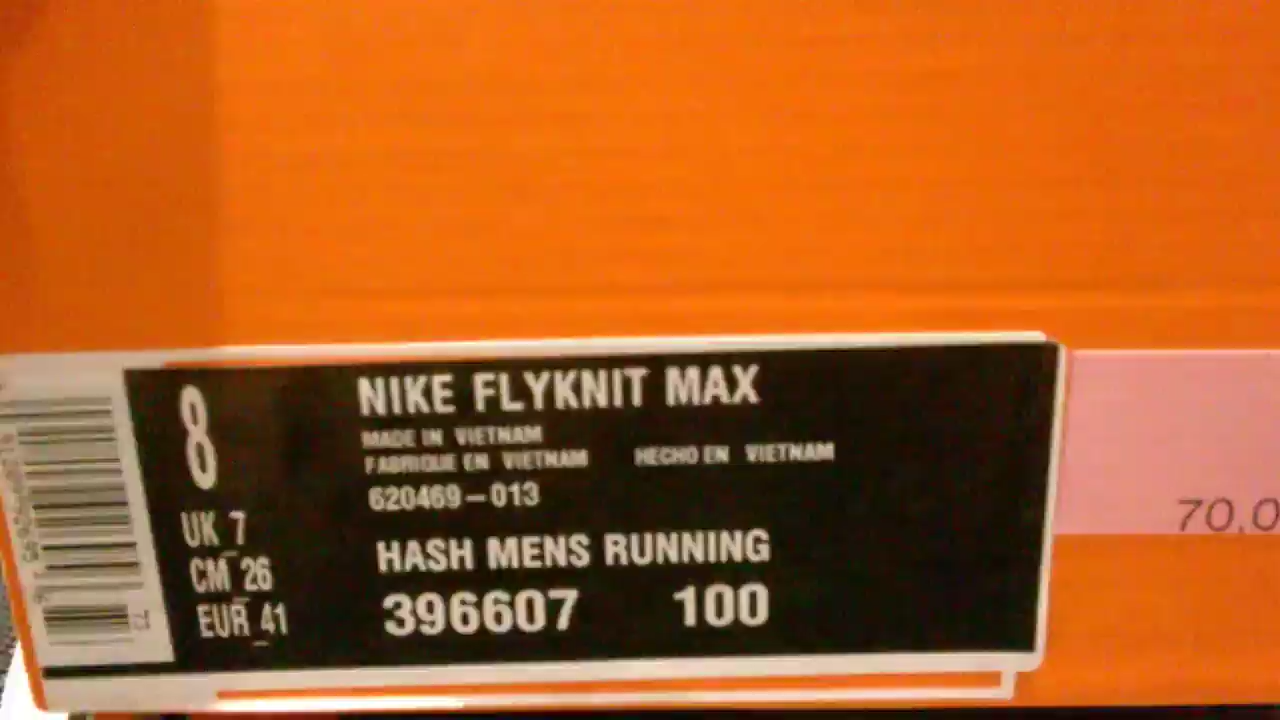 8
UK 7
CM 26
EUR 41
NIKE FLYKNIT MAX
MADE IN VIETNAM
FABRIQUE EN VIETNAM HECHO EN VIETNAM
620469-013
HASH MENS RUNNING
396607 100
70,0